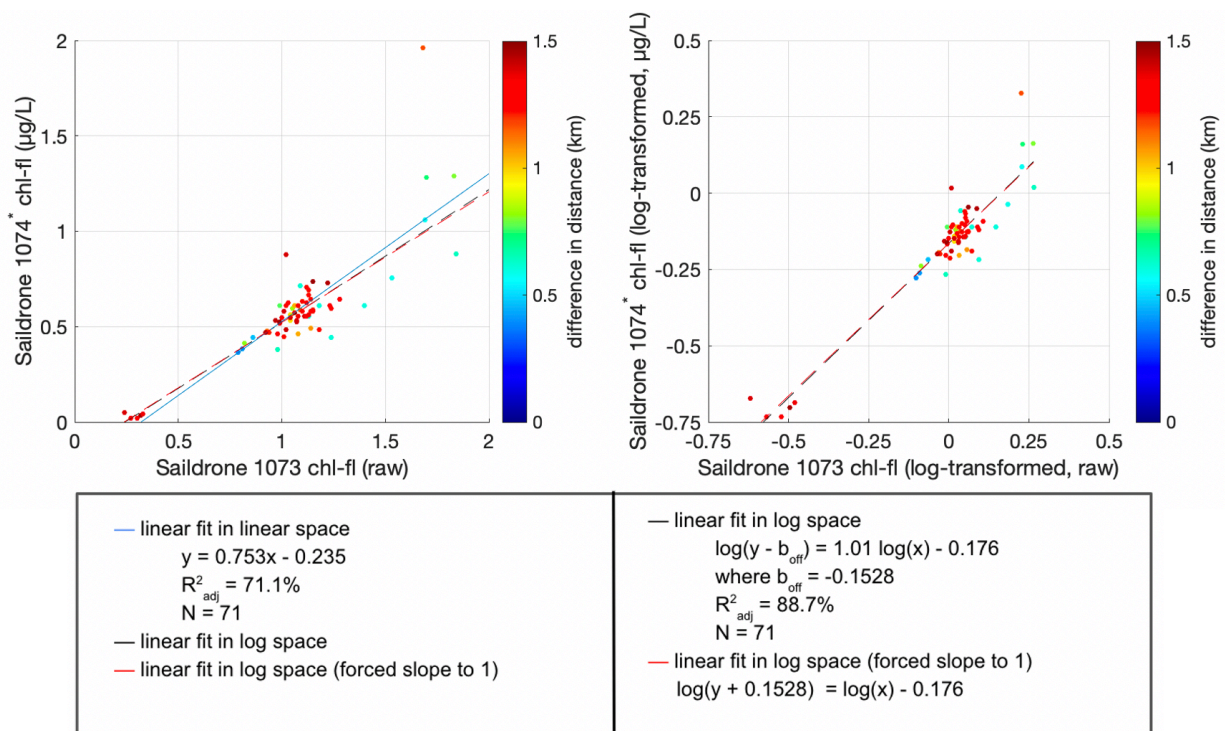 2
1.5
1
0.5
0
0 0.5 1 1.5 2
Saildrone 1074* chl-fl (µg/L)
Saildrone 1073 chl-fl (raw)
1.5
1
0.5
0
difference in distance (km)
0.5
0.25
0
-0.25
-0.5
-0.75
-0.75 -0.5 -0.25 0 0.25 0.5
Saildrone 1074* chl-fl (log-transformed, µg/L)
Saildrone 1073 chl-fl (log-transformed, raw)
1.5
1
0.5
0
difference in distance (km)
linear fit in linear space
y = 0.753x - 0.235
R²adj = 71.1%
N = 71
linear fit in log space
linear fit in log space (forced slope to 1)
linear fit in log space
log(y - boff) = 1.01 log(x) - 0.176
where boff = -0.1528
R²adj = 88.7%
N = 71
linear fit in log space (forced slope to 1)
log(y + 0.1528) = log(x) - 0.176